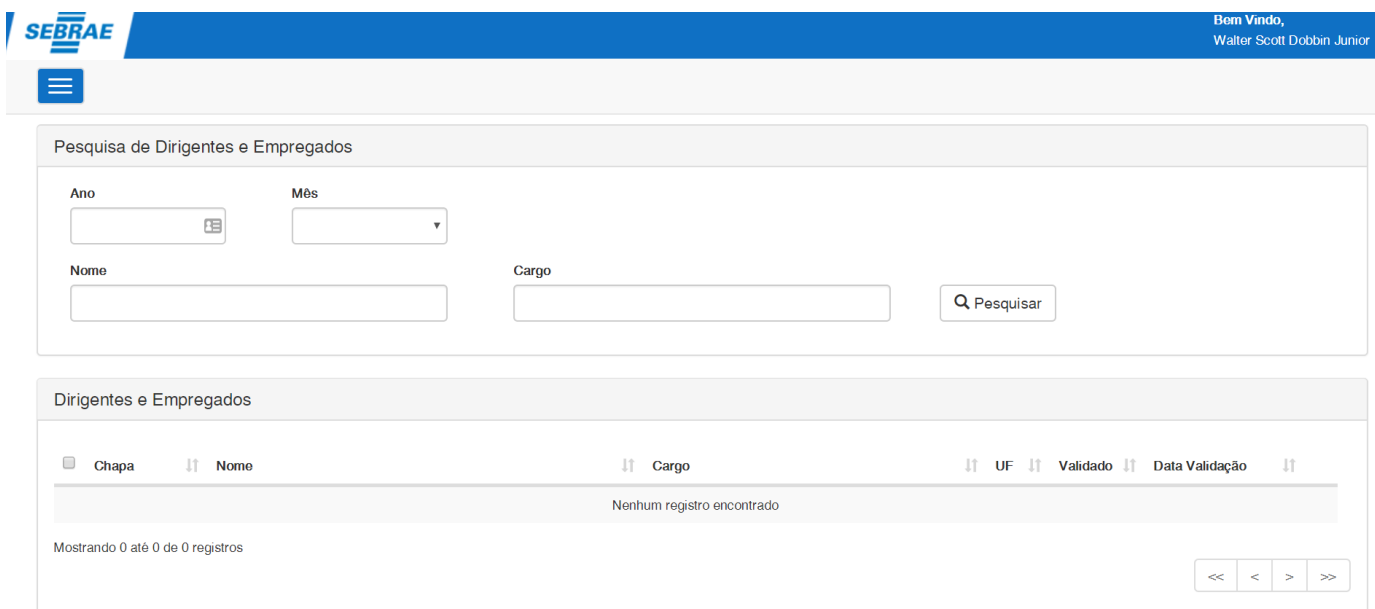 SEBRAE
Bem Vindo,
Walter Scott Dobbin Junior
Pesquisa de Dirigentes e Empregados
Ano Mês
Nome Cargo
Pesquisar
Dirigentes e Empregados
Chapa Nome Cargo UF Validado Data Validação
Nenhum registro encontrado
Mostrando 0 até 0 de 0 registros
<< < > >>